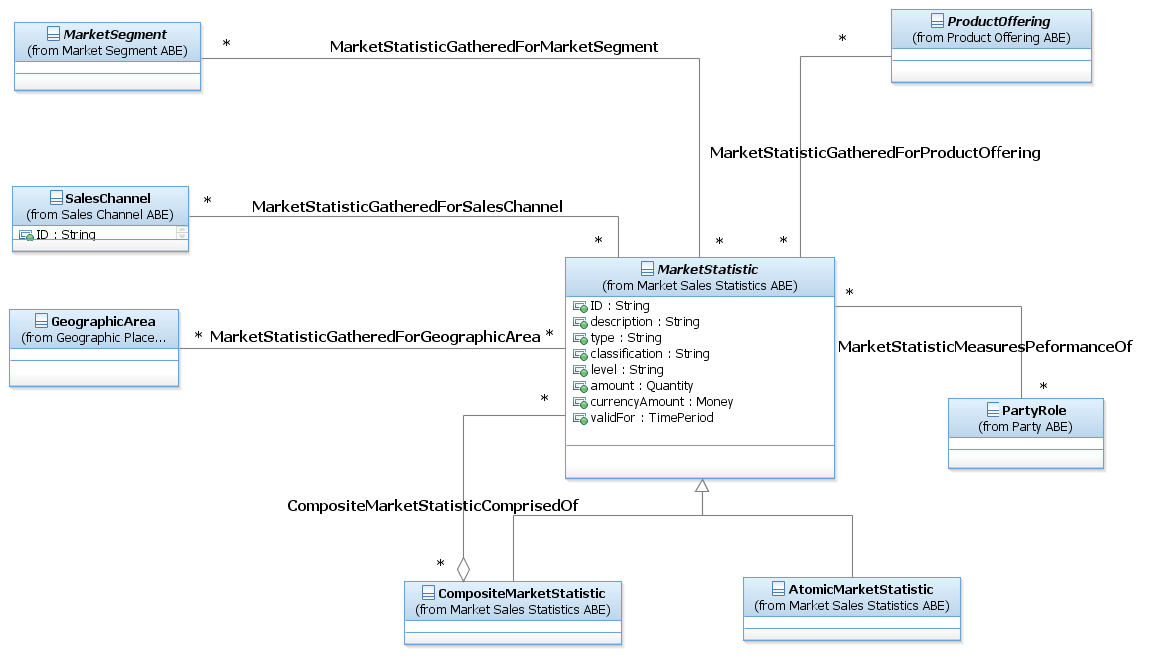 MarketSegment
(from Market Segment ABE)
*
MarketStatisticGatheredForMarketSegment
*
ProductOffering
(from Product Offering ABE)
MarketStatisticGatheredForProductOffering
SalesChannel
(from Sales Channel ABE)
ID : String
*
MarketStatisticGatheredForSalesChannel
*
*
*
MarketStatistic
(from Market Sales Statistics ABE)
ID : String
description : String
type : String
classification : String
level : String
amount : Quantity
currencyAmount : Money
validFor : TimePeriod
GeographicArea
(from Geographic Place...
*
MarketStatisticGatheredForGeographicArea
*
*
MarketStatisticMeasuresPeformanceOf
*
PartyRole
(from Party ABE)
*
CompositeMarketStatisticComprisedOf
*
CompositeMarketStatistic
(from Market Sales Statistics ABE)
AtomicMarketStatistic
(from Market Sales Statistics ABE)